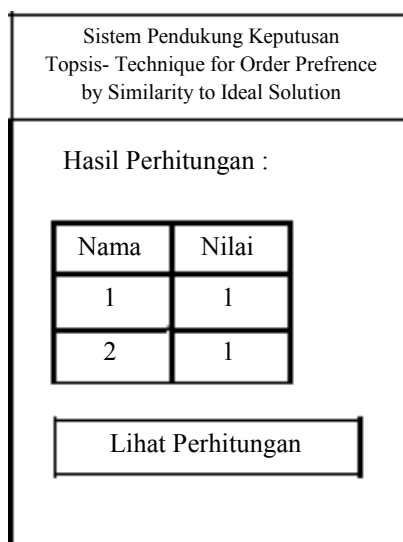 Sistem Pendukung Keputusan
Topsis- Technique for Order Prefrence
by Similarity to Ideal Solution
Hasil Perhitungan :
Nama Nilai
1 1
2 1
Lihat Perhitungan